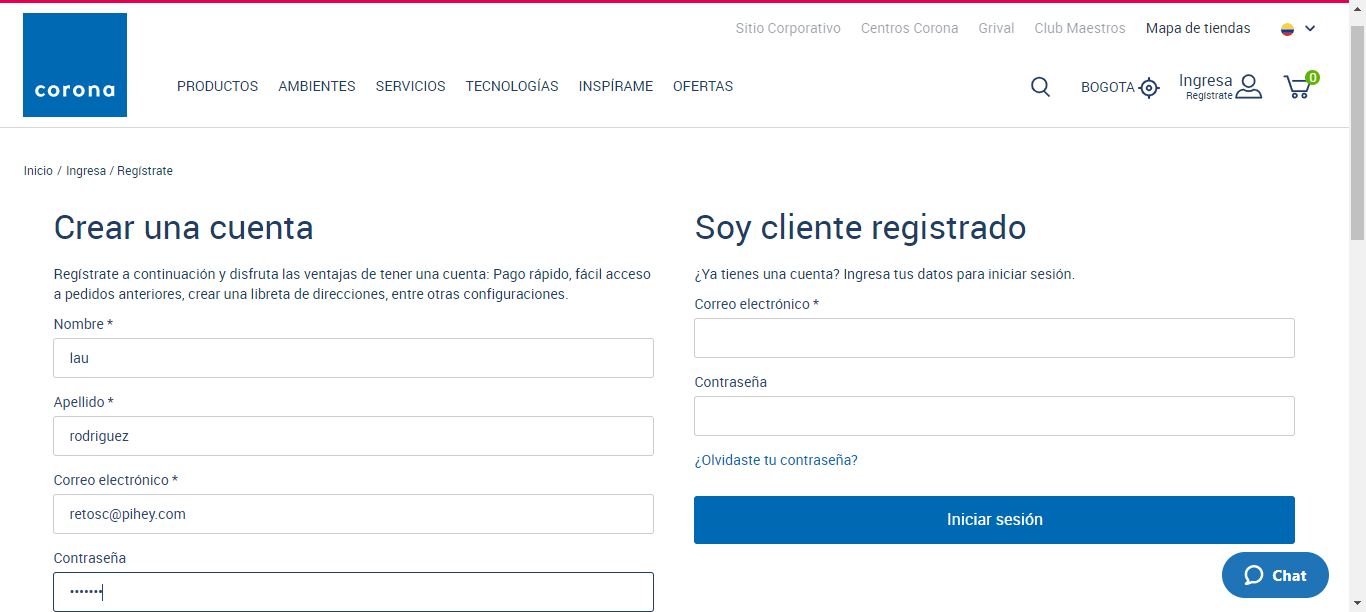 Sitio Corporativo Centros Corona Grival Club Maestros Mapa de tiendas
corona
PRODUCTOS AMBIENTES SERVICIOS TECNOLOGÍAS INSPÍRAME OFERTAS
BOGOTA
Ingresa
Regístrate
0
Inicio / Ingresa / Regístrate
Crear una cuenta
Regístrate a continuación y disfruta las ventajas de tener una cuenta: Pago rápido, fácil acceso
a pedidos anteriores, crear una libreta de direcciones, entre otras configuraciones.
Nombre *
lau
Apellido *
rodriguez
Correo electrónico *
retosc@pihey.com
Contraseña
•••••••
Soy cliente registrado
¿Ya tienes una cuenta? Ingresa tus datos para iniciar sesión.
Correo electrónico *
Contraseña
¿Olvidaste tu contraseña?
Iniciar sesión
Chat